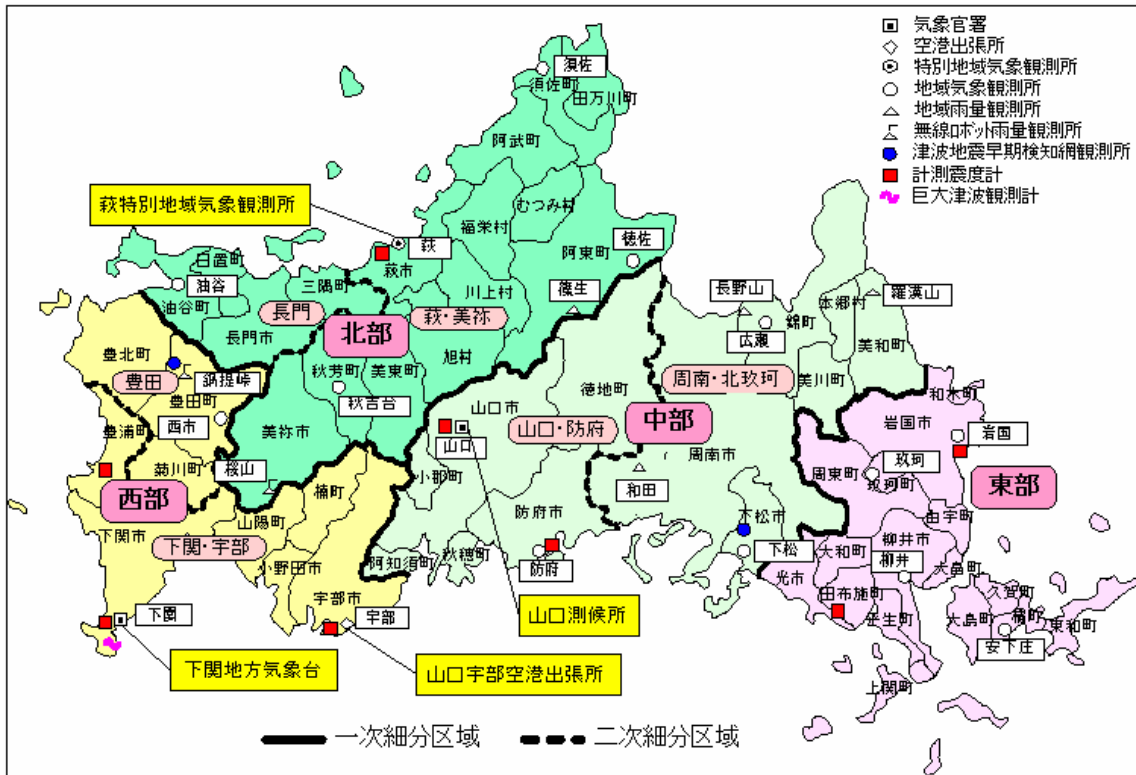 気象官署
空港出張所
特別地域気象観測所
地域気象観測所
地域雨量観測所
無線ロボット雨量観測所
津波地震早期検知網観測所
計測震度計
巨大津波観測計
須佐
須佐町
田万川町
阿武町
むつみ村
福栄村
萩特別地域気象観測所
萩
萩市
徳佐
阿東町
日置町
油谷
三隅町
川上村
篠生
長野山
本郷村
羅漢山
油谷町
長門
萩・美祢
錦町
長門市
北部
広瀬
美和町
豊北町
旭村
豊田
鍋提峠
秋芳町
美東町
周南・北玖珂
美川町
和木町
豊田町
秋吉台
徳地町
西市
山口市
山口・防府
中部
岩国市
豊浦町
美祢市
山口
岩国
菊川町
桜山
小郡町
周南市
周東町
玖珂
玖珂町
東部
西部
楠町
和田
由宇町
下関市
山陽町
防府市
下松市
下関・宇部
小野田市
阿知須町
秋穂町
防府
下松
大和町
柳井市
柳井
大畠町
光市
宇部市
田布施町
久賀町
下関
宇部
山口測候所
平生町
大島町
橘町
東和町
安下庄
下関地方気象台
山口宇部空港出張所
上関町
一次細分区域
二次細分区域